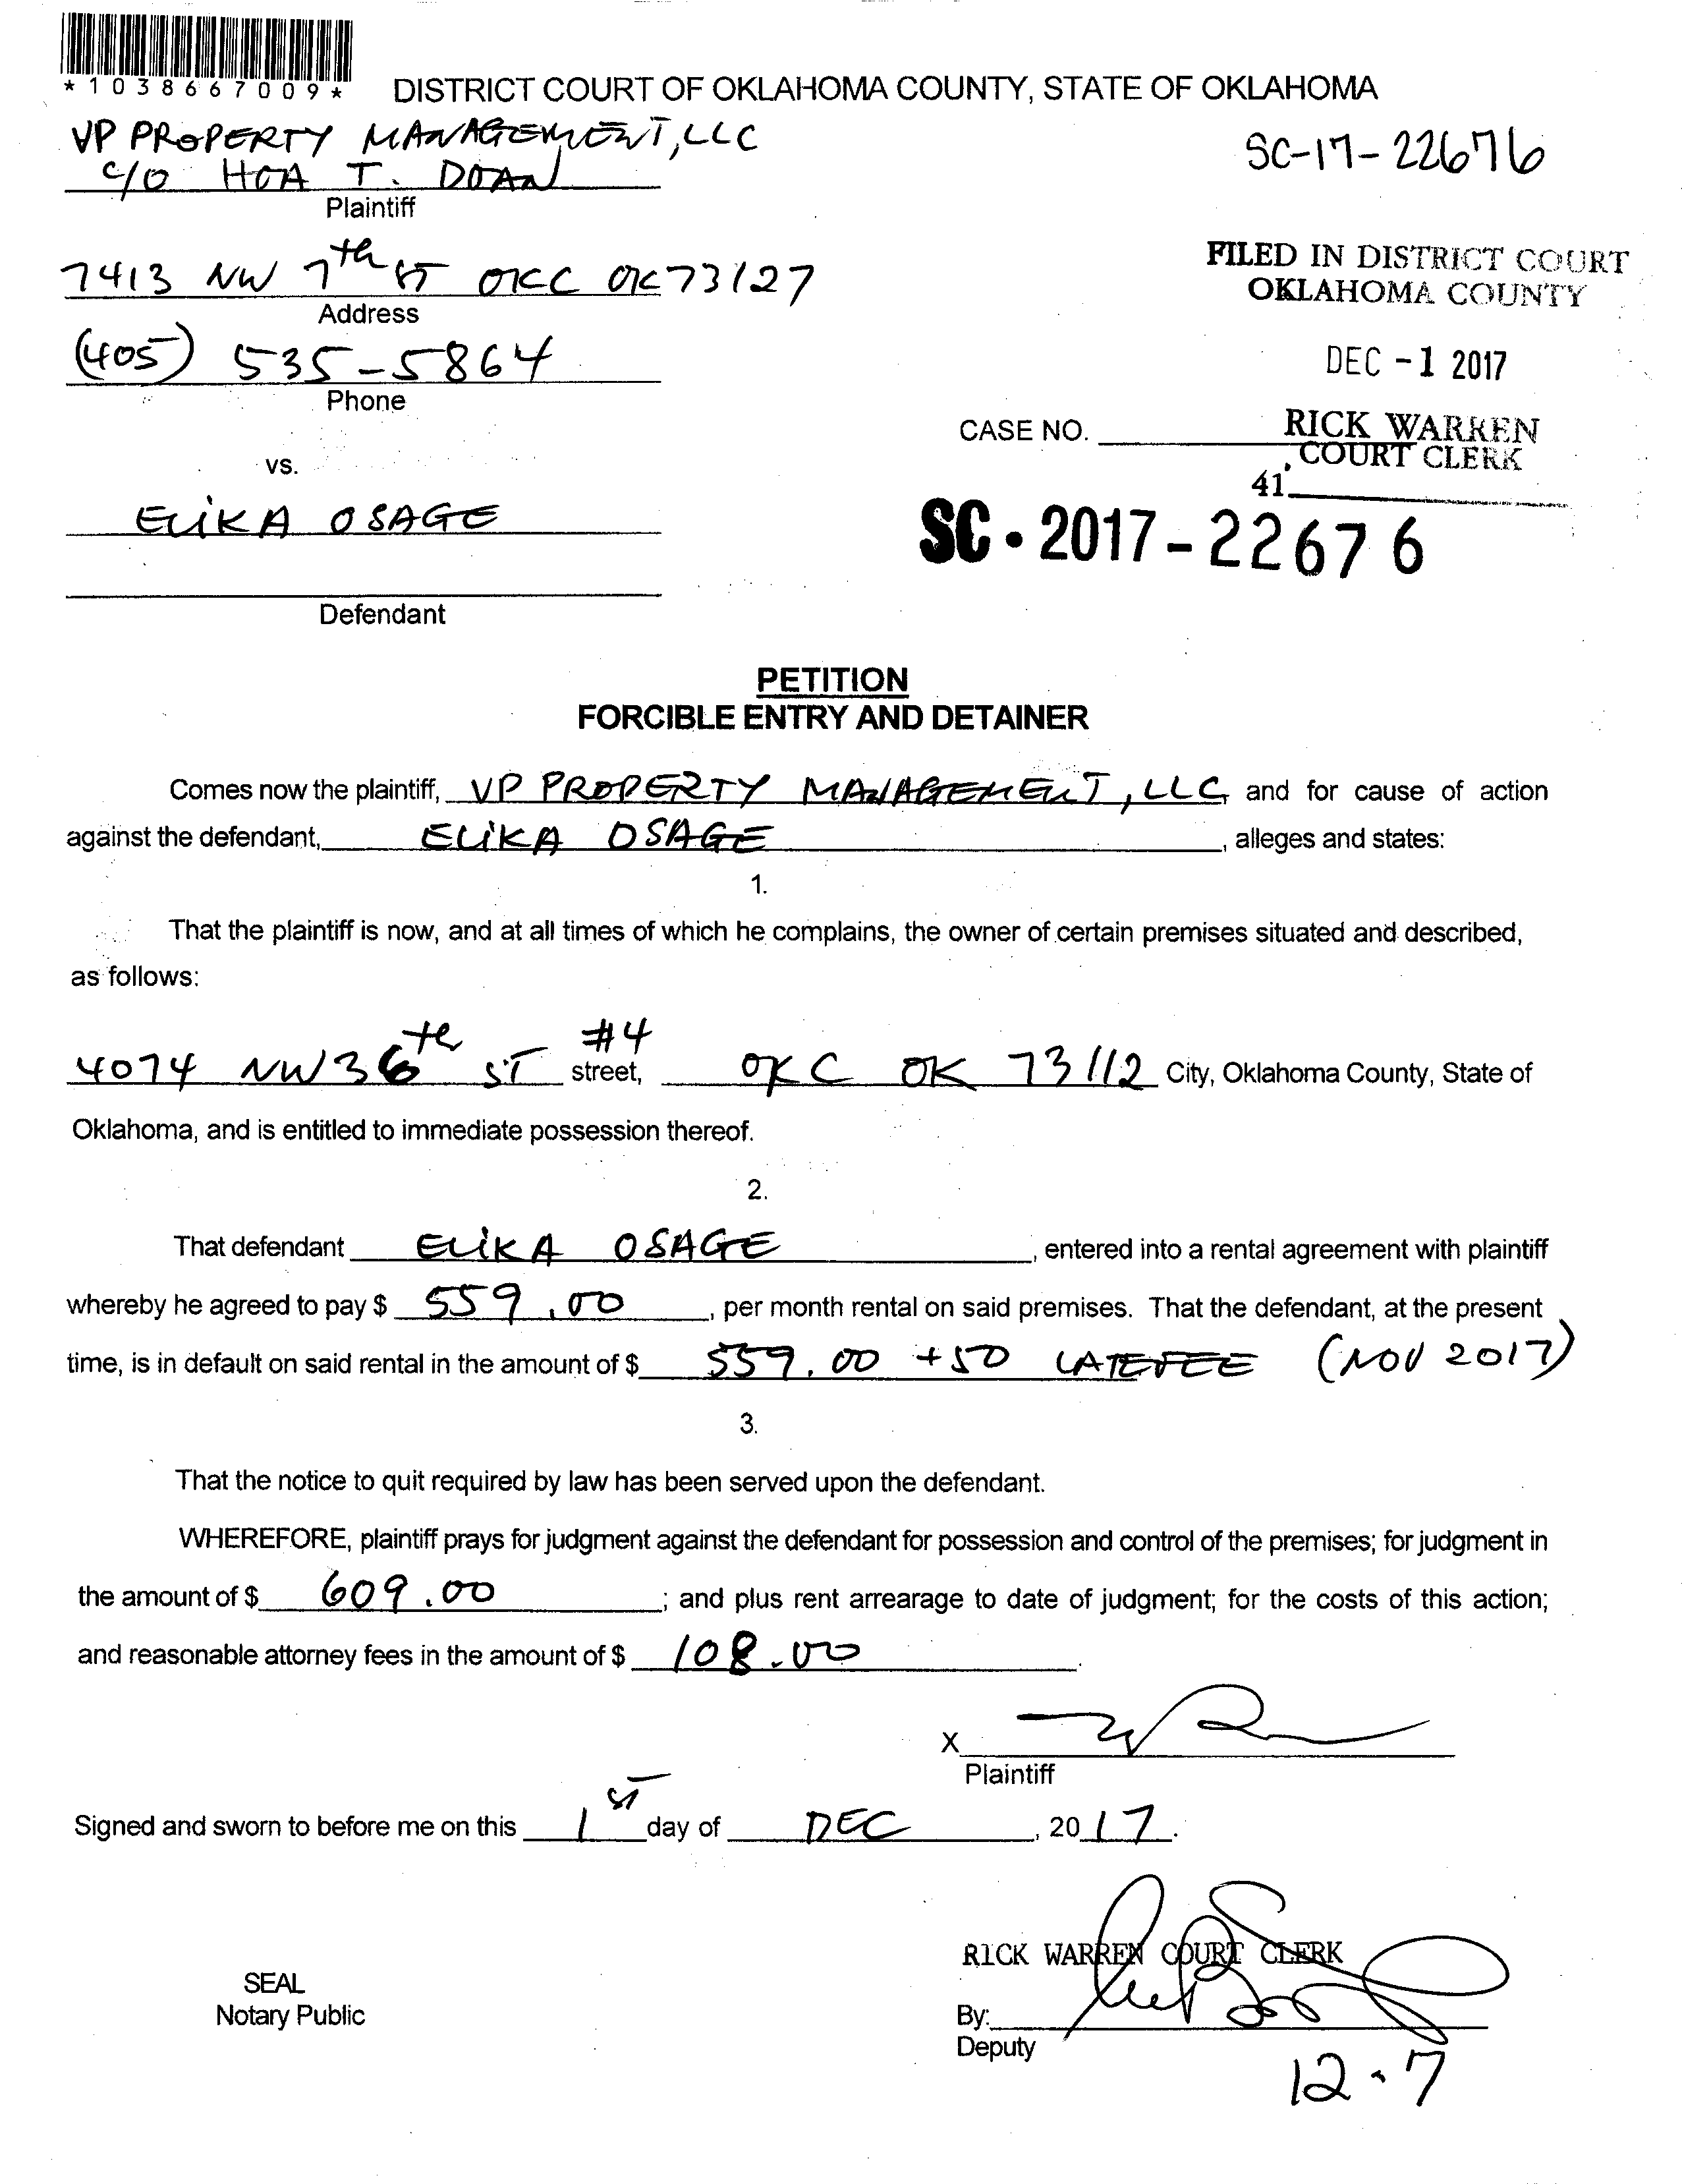 *1038667009*
DISTRICT COURT OF OKLAHOMA COUNTY, STATE OF OKLAHOMA
VP PROPERTY MANAGEMENT, LLC
C/O HOA T. DOAN
Plaintiff
SC-17-22676
7413 NW 7th ST OKC OK 73127
Address
FILED IN DISTRICT COURT
OKLAHOMA COUNTY
(405) 535-5864
Phone
DEC -1 2017
CASE NO.
RICK WARREN
COURT CLERK
41
vs.
ELIKA OSAGE
SC-2017-22676
Defendant
PETITION
FORCIBLE ENTRY AND DETAINER
Comes now the plaintiff, VP PROPERTY MANAGEMENT, LLC, and for cause of action
against the defendant, ELIKA OSAGE, alleges and states:
1.
That the plaintiff is now, and at all times of which he complains, the owner of certain premises situated and described,
as follows:
4074 NW 36th ST #4 street, OKC OK 73112 City, Oklahoma County, State of
Oklahoma, and is entitled to immediate possession thereof.
2.
That defendant ELIKA OSAGE, entered into a rental agreement with plaintiff
whereby he agreed to pay $ 559.00, per month rental on said premises. That the defendant, at the present
time, is in default on said rental in the amount of $ 559.00 +50 LATE FEE (NOV 2017)
3.
That the notice to quit required by law has been served upon the defendant.
WHEREFORE, plaintiff prays for judgment against the defendant for possession and control of the premises; for judgment in
the amount of $ 609.00; and plus rent arrearage to date of judgment; for the costs of this action;
and reasonable attorney fees in the amount of $ 108.00.
X
Plaintiff
Signed and sworn to before me on this 1st day of DEC, 2017.
RICK WARREN COURT CLERK
SEAL
Notary Public
By:
Deputy
12.7